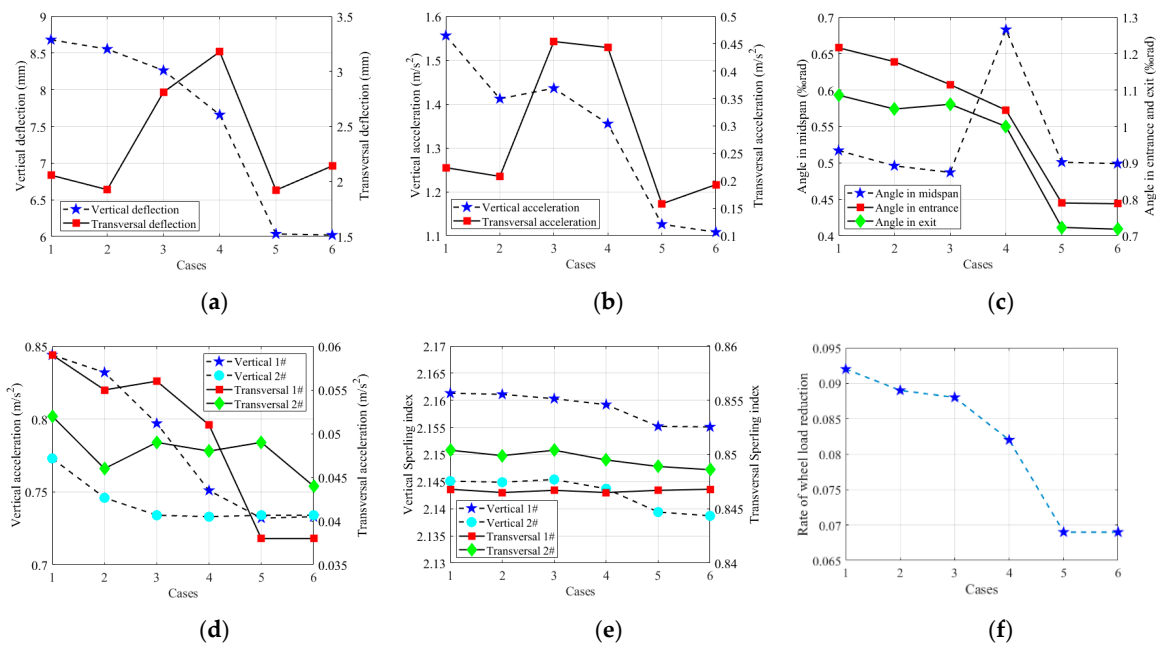 Vertical deflection (mm)
9
8.5
8
7.5
7
6.5
6
3.5
3
2.5
2
1.5
Transversal deflection (mm)
Vertical deflection
Transversal deflection
1 2 3 4 5 6
Cases
(a)
Vertical acceleration (m/s²)
1.6
1.5
1.4
1.3
1.2
1.1
0.5
0.45
0.4
0.35
0.3
0.25
0.2
0.15
0.1
Transversal acceleration (m/s²)
Vertical acceleration
Transversal acceleration
1 2 3 4 5 6
Cases
(b)
Angle in midspan (‰rad)
0.7
0.65
0.6
0.55
0.5
0.45
0.4
1.3
1.2
1.1
1
0.9
0.8
0.7
Angle in entrance and exit (‰rad)
Angle in midspan
Angle in entrance
Angle in exit
1 2 3 4 5 6
Cases
(c)
Vertical acceleration (m/s²)
0.85
0.8
0.75
0.7
0.06
0.055
0.05
0.045
0.04
0.035
Transversal acceleration (m/s²)
Vertical 1#
Vertical 2#
Transversal 1#
Transversal 2#
1 2 3 4 5 6
Cases
(d)
Vertical Sperling index
2.17
2.165
2.16
2.155
2.15
2.145
2.14
2.135
2.13
0.86
0.855
0.85
0.845
0.84
Transversal Sperling index
Vertical 1#
Vertical 2#
Transversal 1#
Transversal 2#
1 2 3 4 5 6
Cases
(e)
Rate of wheel load reduction
0.095
0.09
0.085
0.08
0.075
0.07
0.065
1 2 3 4 5 6
Cases
(f)